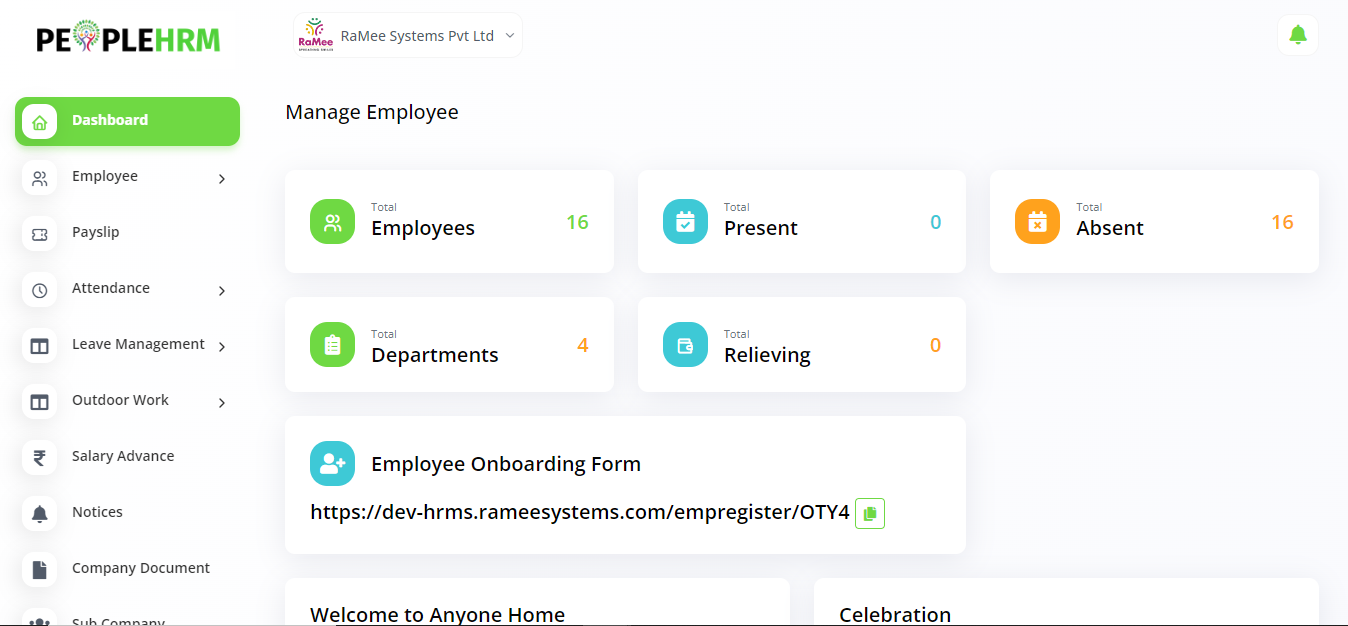 PEOPLEHRM
RaMee
RaMee Systems Pvt Ltd
Dashboard
Employee
Payslip
Attendance
Leave Management
Outdoor Work
Salary Advance
Notices
Company Document
Sub Company
Manage Employee
Total
Employees
16
Total
Present
0
Total
Absent
16
Total
Departments
4
Total
Relieving
0
Employee Onboarding Form
https://dev-hrms.rameesystems.com/empregister/OTY4
Welcome to Anyone Home
Celebration